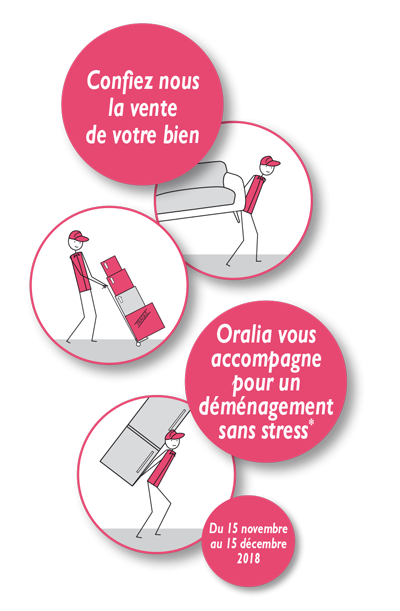 Confiez nous
la vente
de votre bien
Oralia vous
accompagne
pour un
déménagement
sans stress*
Du 15 novembre
au 15 décembre
2018